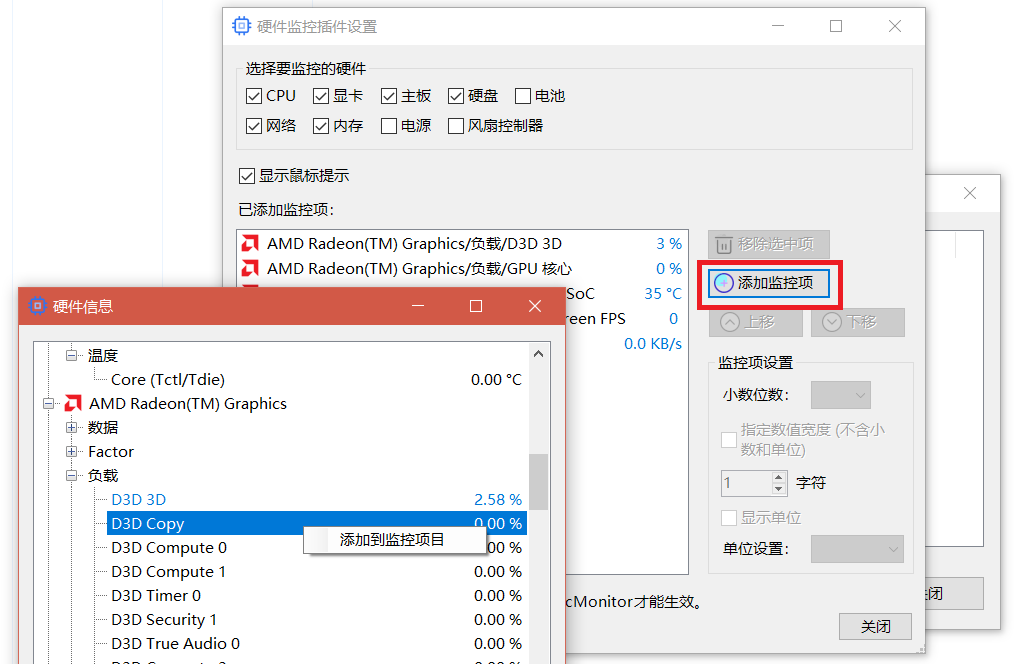 硬件监控插件设置
选择要监控的硬件
CPU 显卡 主板 硬盘 电池
网络 内存 电源 风扇控制器
显示鼠标提示
已添加监控项:
AMD Radeon(TM) Graphics/负载/D3D 3D 3 %
AMD Radeon(TM) Graphics/负载/GPU 核心 0 %
SoC 35 °C
reen FPS 0
0.0 KB/s
移除选中项
添加监控项
上移 下移
监控项设置
小数位数:
指定数值宽度 (不含小
数和单位)
1 字符
显示单位
单位设置:
cMonitor才能生效。
关闭
闭
硬件信息
温度
Core (Tctl/Tdie) 0.00 °C
AMD Radeon(TM) Graphics
数据
Factor
负载
D3D 3D 2.58 %
D3D Copy 0.00 %
添加到监控项目
D3D Compute 0 00 %
D3D Compute 1 0.00 %
D3D Timer 0 0.00 %
D3D Security 1 0.00 %
D3D True Audio 0 0.00 %